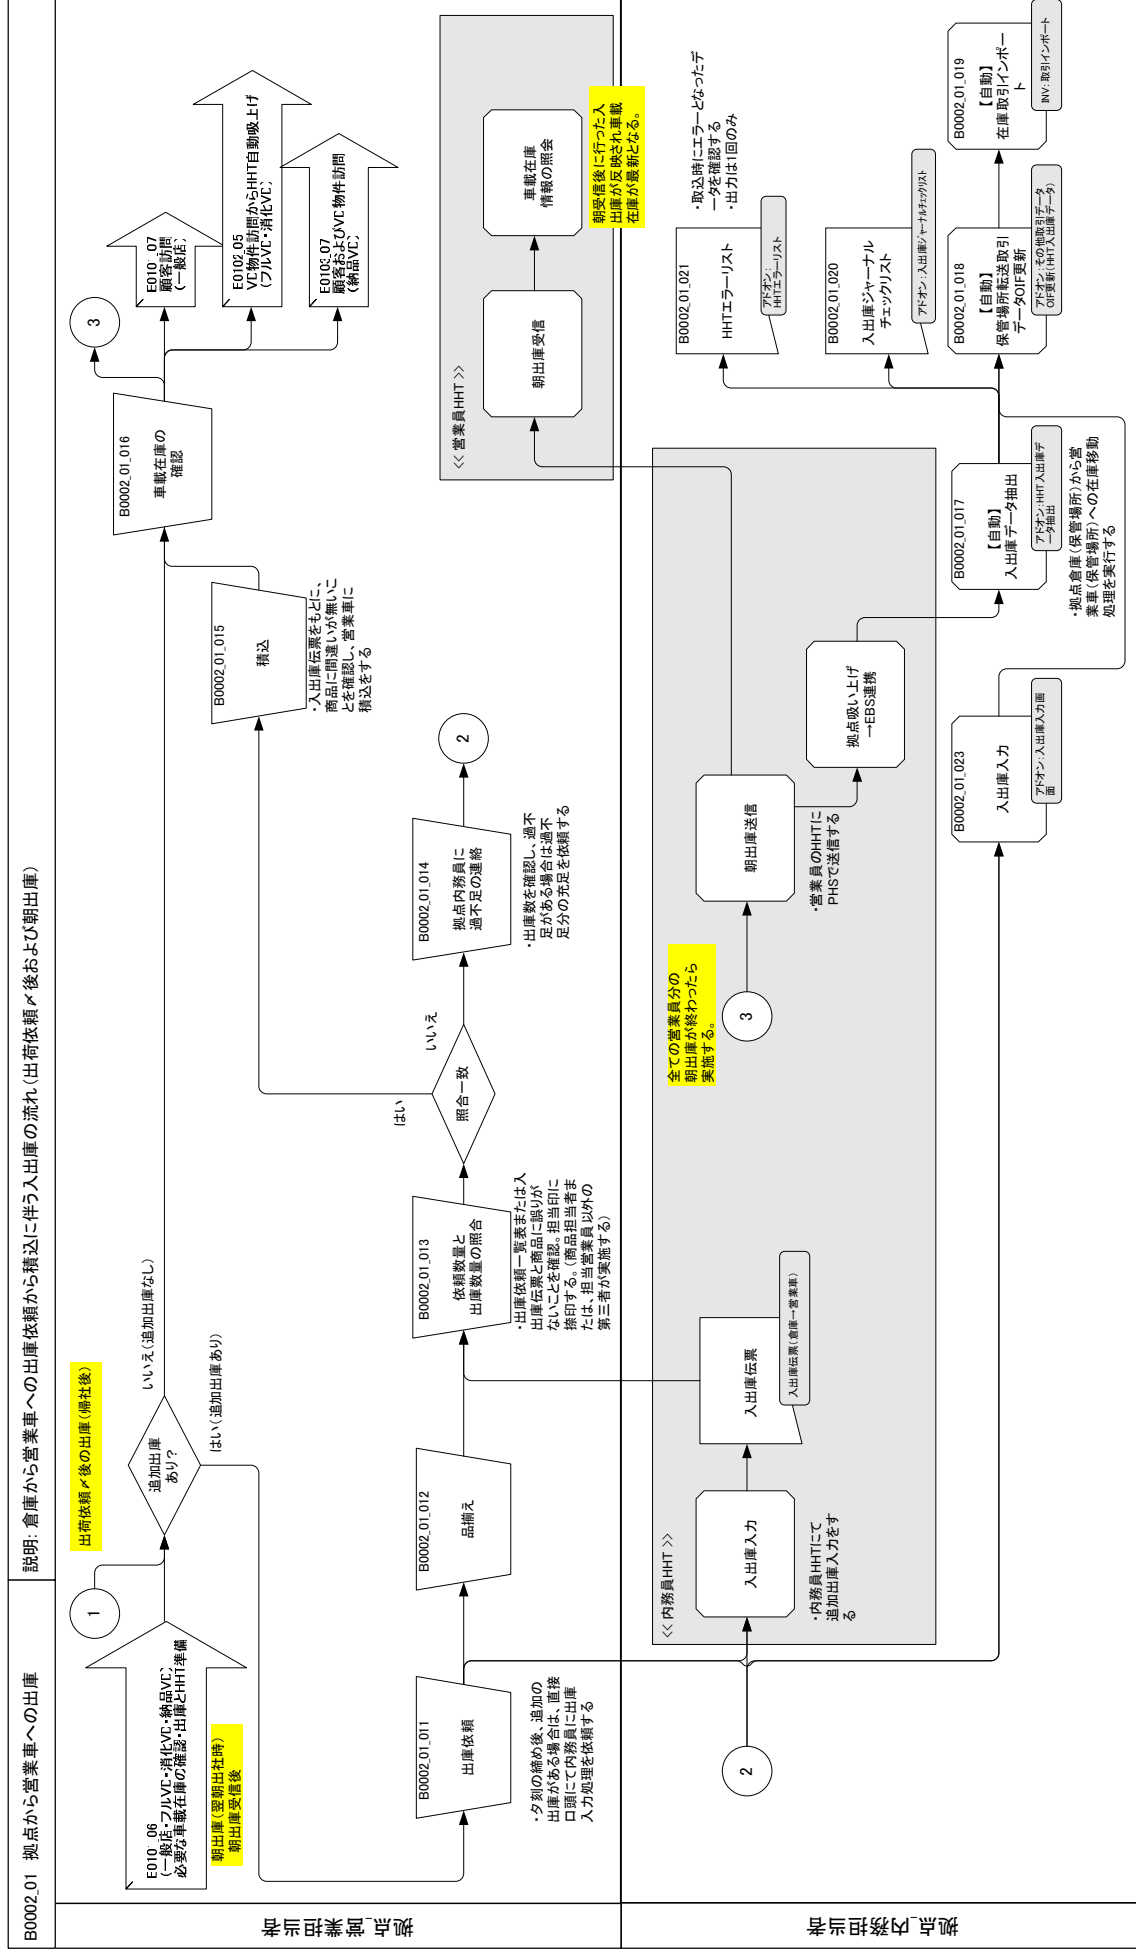 B0002_01 拠点から営業車への出庫
説明: 倉庫から営業車への出庫依頼から積込に伴う入出庫の流れ(出荷依頼〆後および朝出庫)
拠点_営業担当者
(一般店・フルVD・消化VD・納品VD)
必要な車載在庫の確認・出庫とHHT準備
朝出庫(翌朝出社時)
朝出庫受信後
1
出荷依頼〆後の出庫(帰社後)
追加出庫
あり?
いいえ(追加出庫なし)
はい(追加出庫あり)
B0002_01_011
出庫依頼
・夕刻の締め後、追加の
出庫がある場合は、直接
口頭にて内務員に出庫
入力処理を依頼する
B0002_01_012
品揃え
B0002_01_013
依頼数量と
出庫数量の照合
・出庫依頼一覧表または入
出庫伝票と商品に誤りが
ないことを確認。担当印に
捺印する。(商品担当者ま
たは、担当営業員以外の
第三者が実施する)
照合一致
はい
いいえ
B0002_01_014
拠点内務員に
過不足の連絡
・出庫数を確認し、過不
足がある場合は過不
足分の充足を依頼する
2
B0002_01_015
積込
・入出庫伝票をもとに、
商品に間違いが無いこ
とを確認し、営業車に
積込をする
B0002_01_016
車載在庫の
確認
3
顧客訪問
(一般店)
E0102_05
VD物件訪問からHHT自動吸上げ
(フルVD・消化VD)
E0103_07
顧客およびVD物件訪問
(納品VD)
<< 営業員HHT >>
朝出庫受信
車載在庫
情報の照会
朝受信後に行った入
出庫が反映され車載
在庫が最新となる。
拠点_内務担当者
2
<< 内務員HHT >>
入出庫入力
・内務員HHTにて
追加出庫入力をす
る
入出庫伝票
入出庫伝票(倉庫→営業車)
全ての営業員分の
朝出庫が終わったら
実施する。
3
朝出庫送信
・営業員のHHTに
PHSで送信する
拠点吸い上げ
→EBS連携
B0002_01_023
入出庫入力
アドオン:入出庫入力画
面
B0002_01_017
【自動】
入出庫データ抽出
アドオン:HHT入出庫デ
ータ抽出
・拠点倉庫(保管場所)から営
業車(保管場所)への在庫移動
処理を実行する
B0002_01_021
HHTエラーリスト
アドオン:
HHTエラーリスト
・取込時にエラーとなったデ
ータを確認する
・出力は1回のみ
B0002_01_020
入出庫ジャーナル
チェックリスト
アドオン:入出庫ジャーナルチェックリスト
B0002_01_018
【自動】
保管場所転送取引
データOIF更新
アドオン:その他取引データ
OIF更新(HHT入出庫データ)
B0002_01_019
【自動】
在庫取引インポー
ト
INV:取引インポート